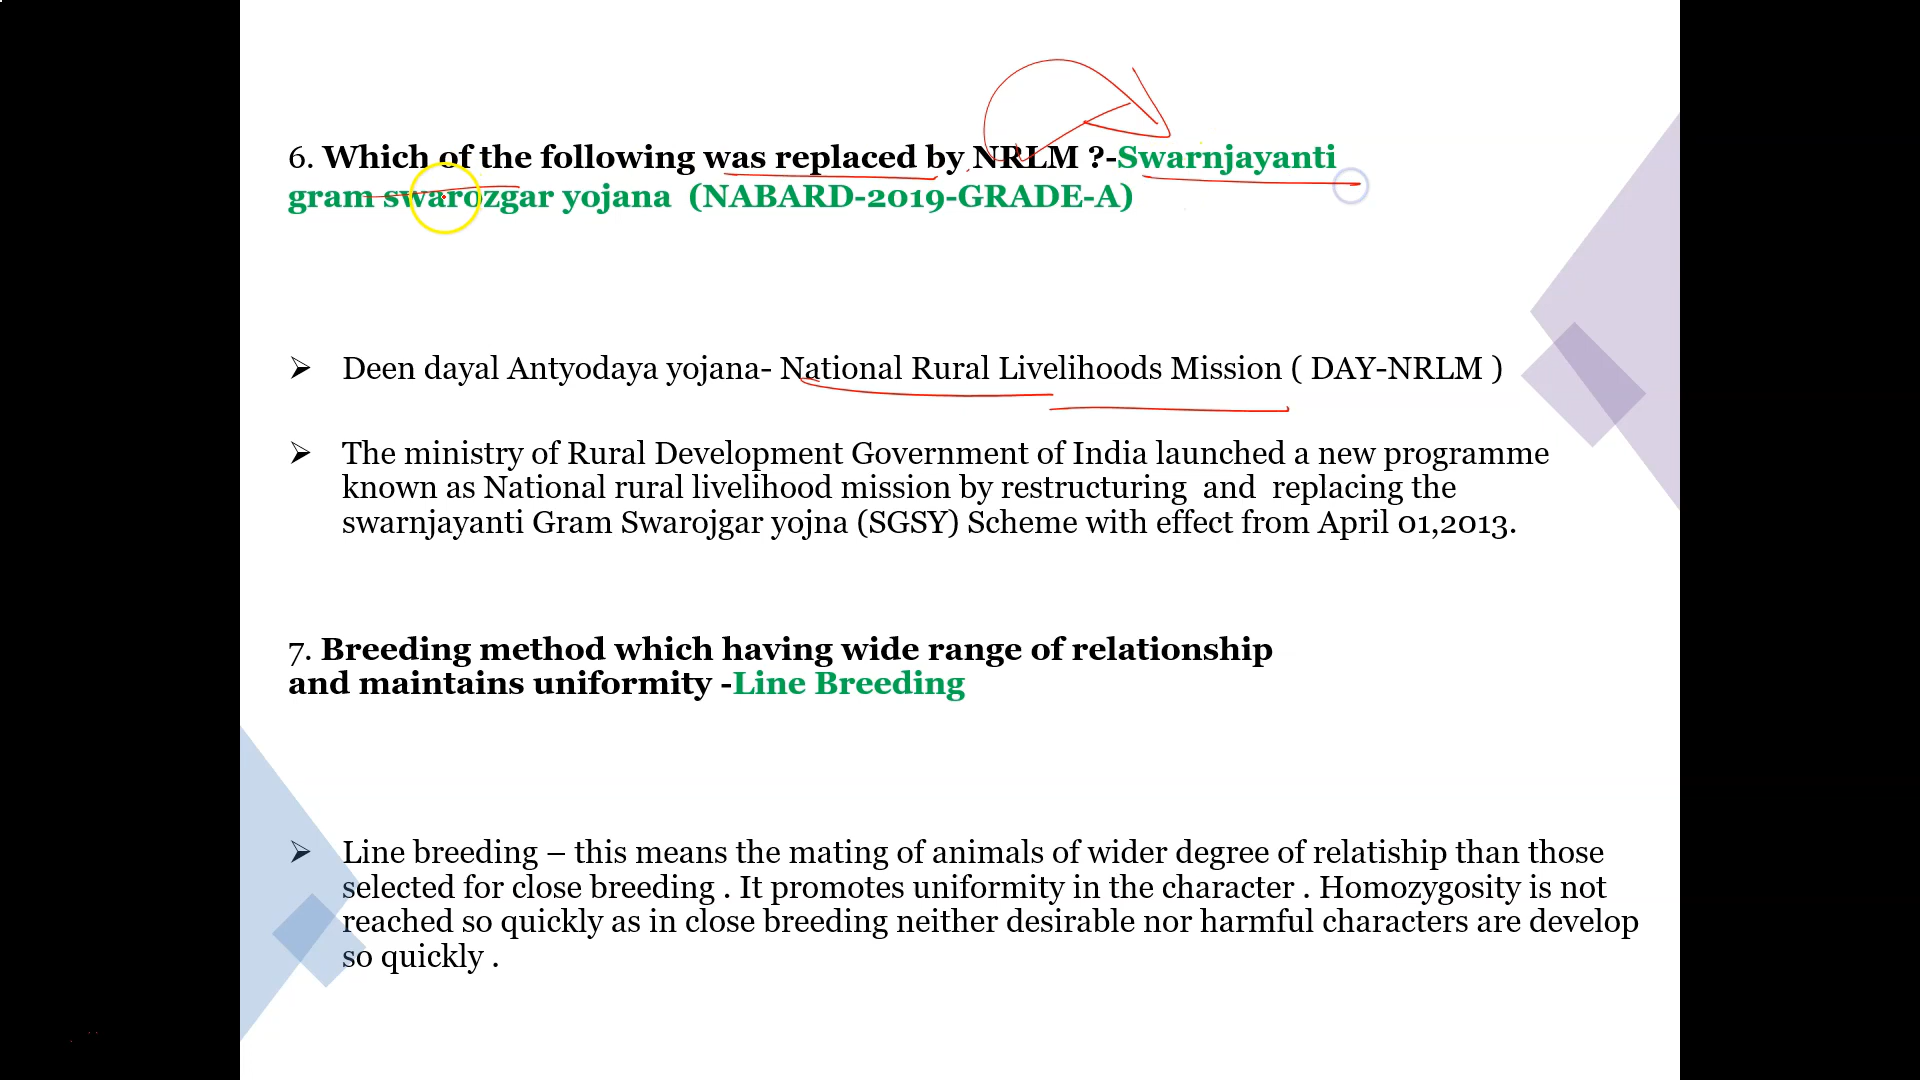 6. Which of the following was replaced by NRLM ?-Swarnjayanti
gram swarozgar yojana (NABARD-2019-GRADE-A)
➢ Deen dayal Antyodaya yojana- National Rural Livelihoods Mission ( DAY-NRLM )
➢ The ministry of Rural Development Government of India launched a new programme
known as National rural livelihood mission by restructuring and replacing the
swarnjayanti Gram Swarojgar yojna (SGSY) Scheme with effect from April 01,2013.
7. Breeding method which having wide range of relationship
and maintains uniformity -Line Breeding
➢ Line breeding – this means the mating of animals of wider degree of relatiship than those
selected for close breeding . It promotes uniformity in the character . Homozygosity is not
reached so quickly as in close breeding neither desirable nor harmful characters are develop
so quickly .